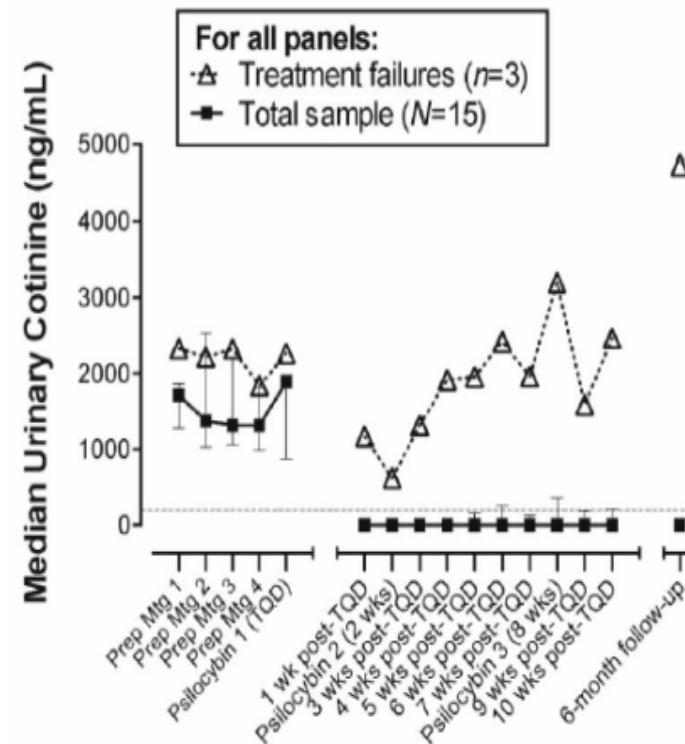 For all panels:
Treatment failures (n=3)
Total sample (N=15)
Median Urinary Cotinine (ng/mL)
5000
4000
3000
2000
1000
0
Prep Mtg 1
Prep Mtg 2
Prep Mtg 3
Prep Mtg 4
Psilocybin 1 (TQD)
1 wk post-TQD
Psilocybin 2 (2 wks)
3 wks post-TQD
4 wks post-TQD
5 wks post-TQD
6 wks post-TQD
7 wks post-TQD
Psilocybin 3 (8 wks)
9 wks post-TQD
10 wks post-TQD
6-month follow-up